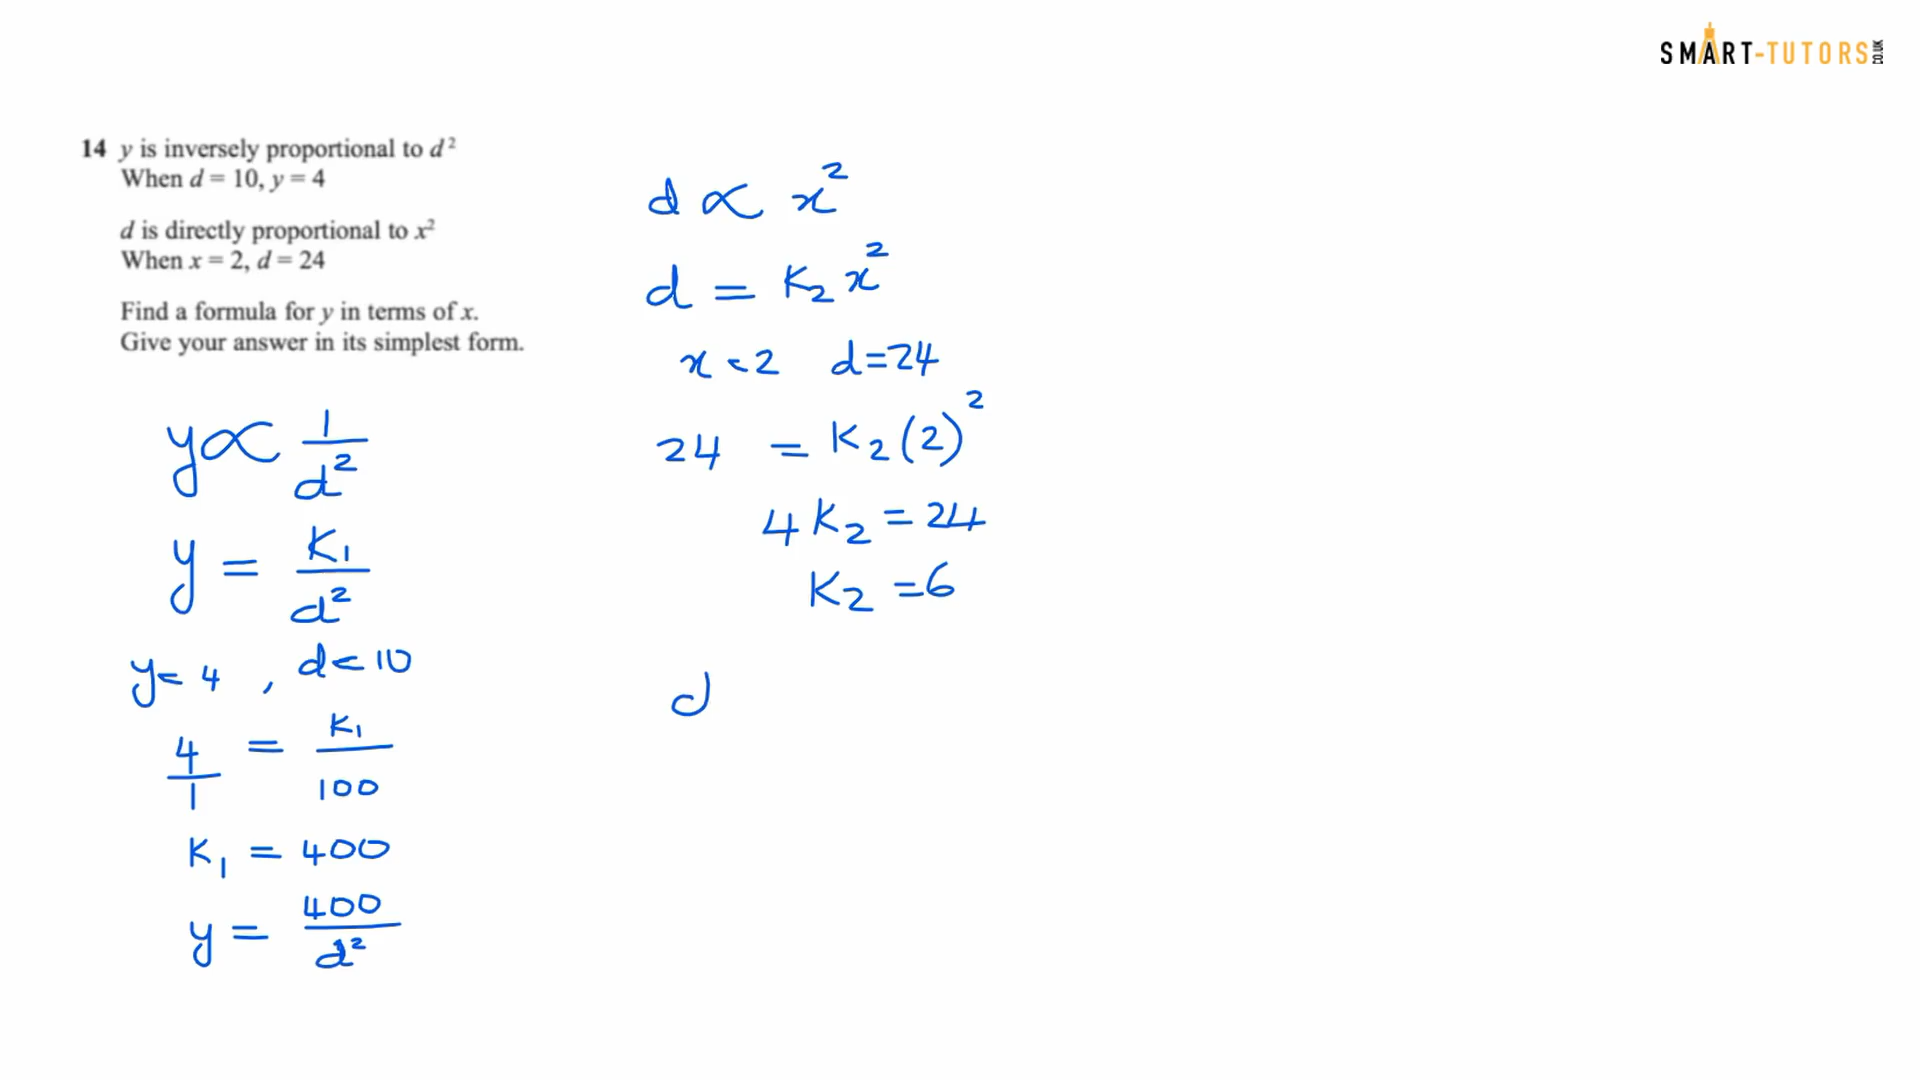 SMART-TUTORS.CO.UK
14 y is inversely proportional to d²
When d = 10, y = 4
d is directly proportional to x²
When x = 2, d = 24
Find a formula for y in terms of x.
Give your answer in its simplest form.
y ∝ 1/d²
y = K₁/d²
y = 4 , d = 10
4/1 = K₁/100
K₁ = 400
y = 400/d²
d ∝ x²
d = K₂x²
x = 2 d = 24
24 = K₂(2)²
4K₂ = 24
K₂ = 6
d